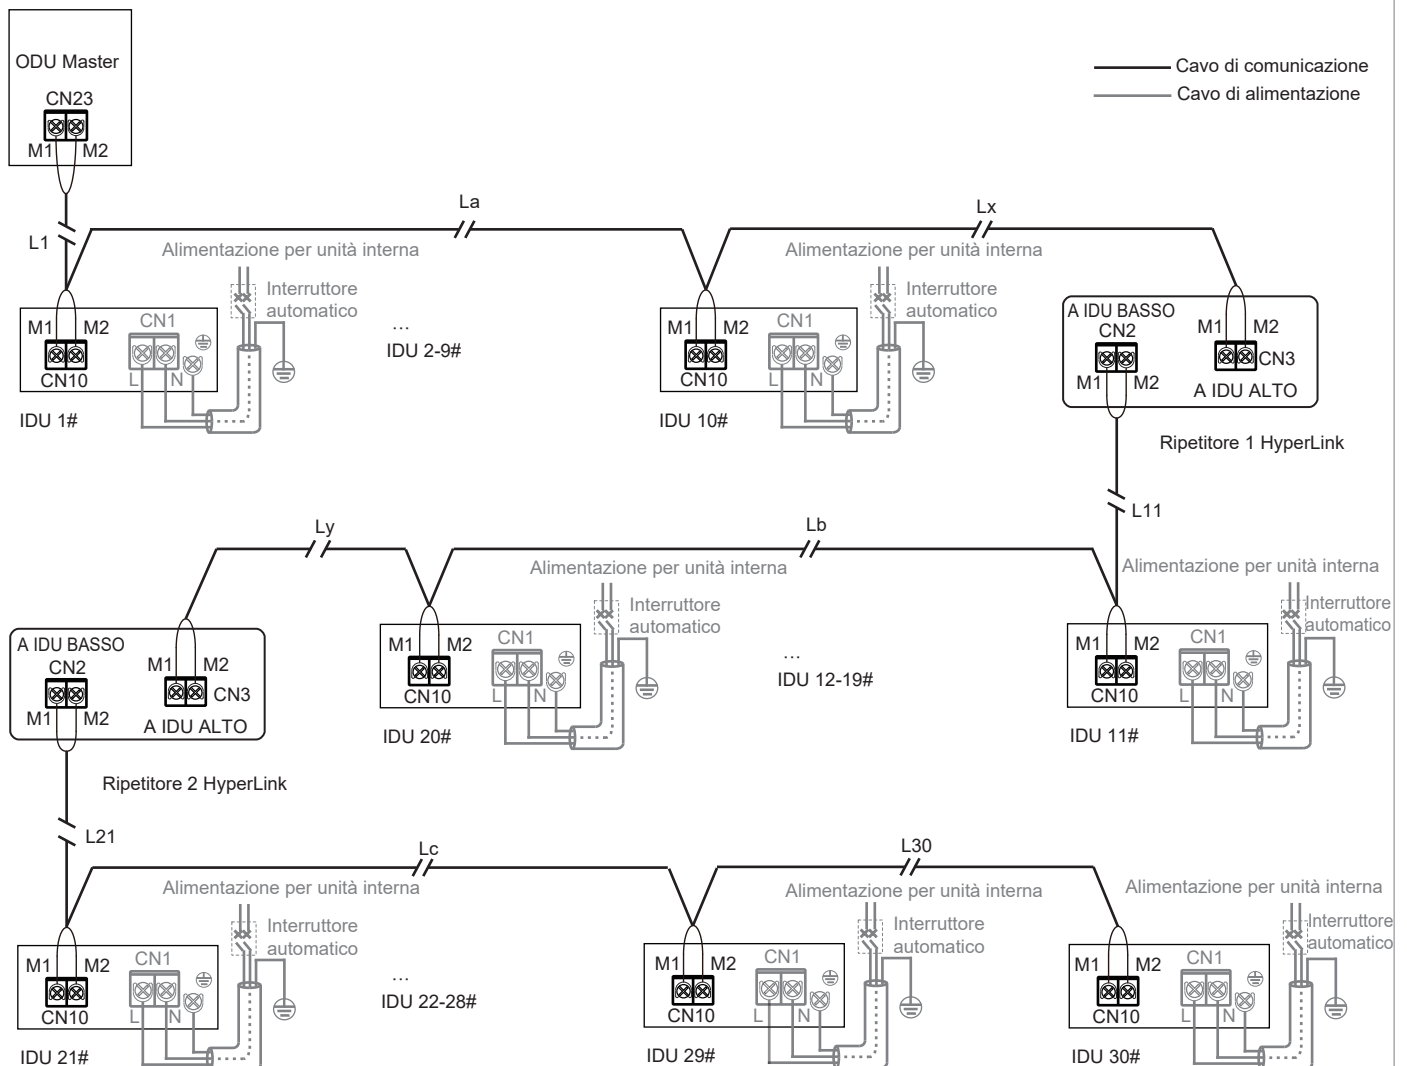 ODU Master
CN23
M1 M2
Cavo di comunicazione
Cavo di alimentazione
L1
La
Lx
Alimentazione per unità interna
Interruttore
automatico
M1 M2
CN1
CN10
L N
IDU 1#
...
IDU 2-9#
Alimentazione per unità interna
Interruttore
automatico
M1 M2
CN1
CN10
L N
IDU 10#
A IDU BASSO
CN2
M1 M2
M1 M2
CN3
A IDU ALTO
Ripetitore 1 HyperLink
L11
Ly
Lb
A IDU BASSO
CN2
M1 M2
M1 M2
CN3
A IDU ALTO
Ripetitore 2 HyperLink
Alimentazione per unità interna
Interruttore
automatico
M1 M2
CN1
CN10
L N
IDU 20#
...
IDU 12-19#
Alimentazione per unità interna
Interruttore
automatico
M1 M2
CN1
CN10
L N
IDU 11#
L21
Lc
L30
Alimentazione per unità interna
Interruttore
automatico
M1 M2
CN1
CN10
L N
IDU 21#
...
IDU 22-28#
Alimentazione per unità interna
Interruttore
automatico
M1 M2
CN1
CN10
L N
IDU 29#
Alimentazione per unità interna
Interruttore
automatico
M1 M2
CN1
CN10
L N
IDU 30#